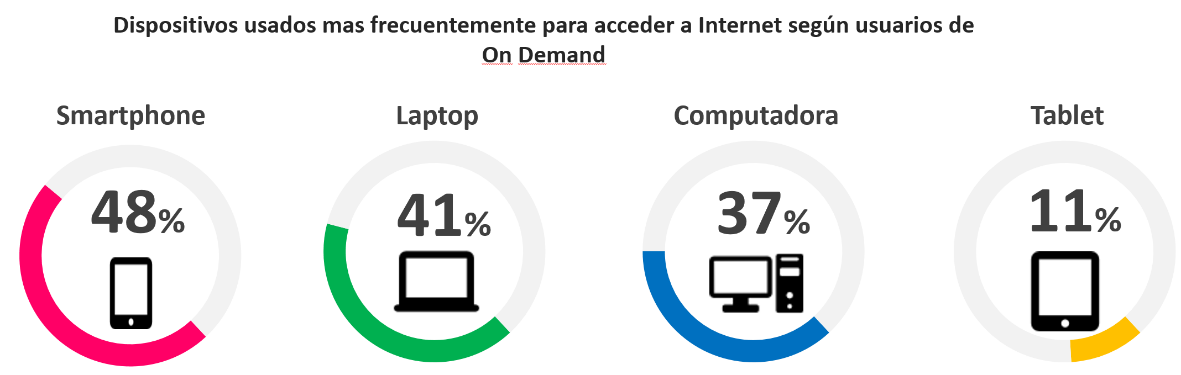 Dispositivos usados mas frecuentemente para acceder a Internet según usuarios de
On Demand
Smartphone
Laptop
Computadora
Tablet
48%
41%
37%
11%